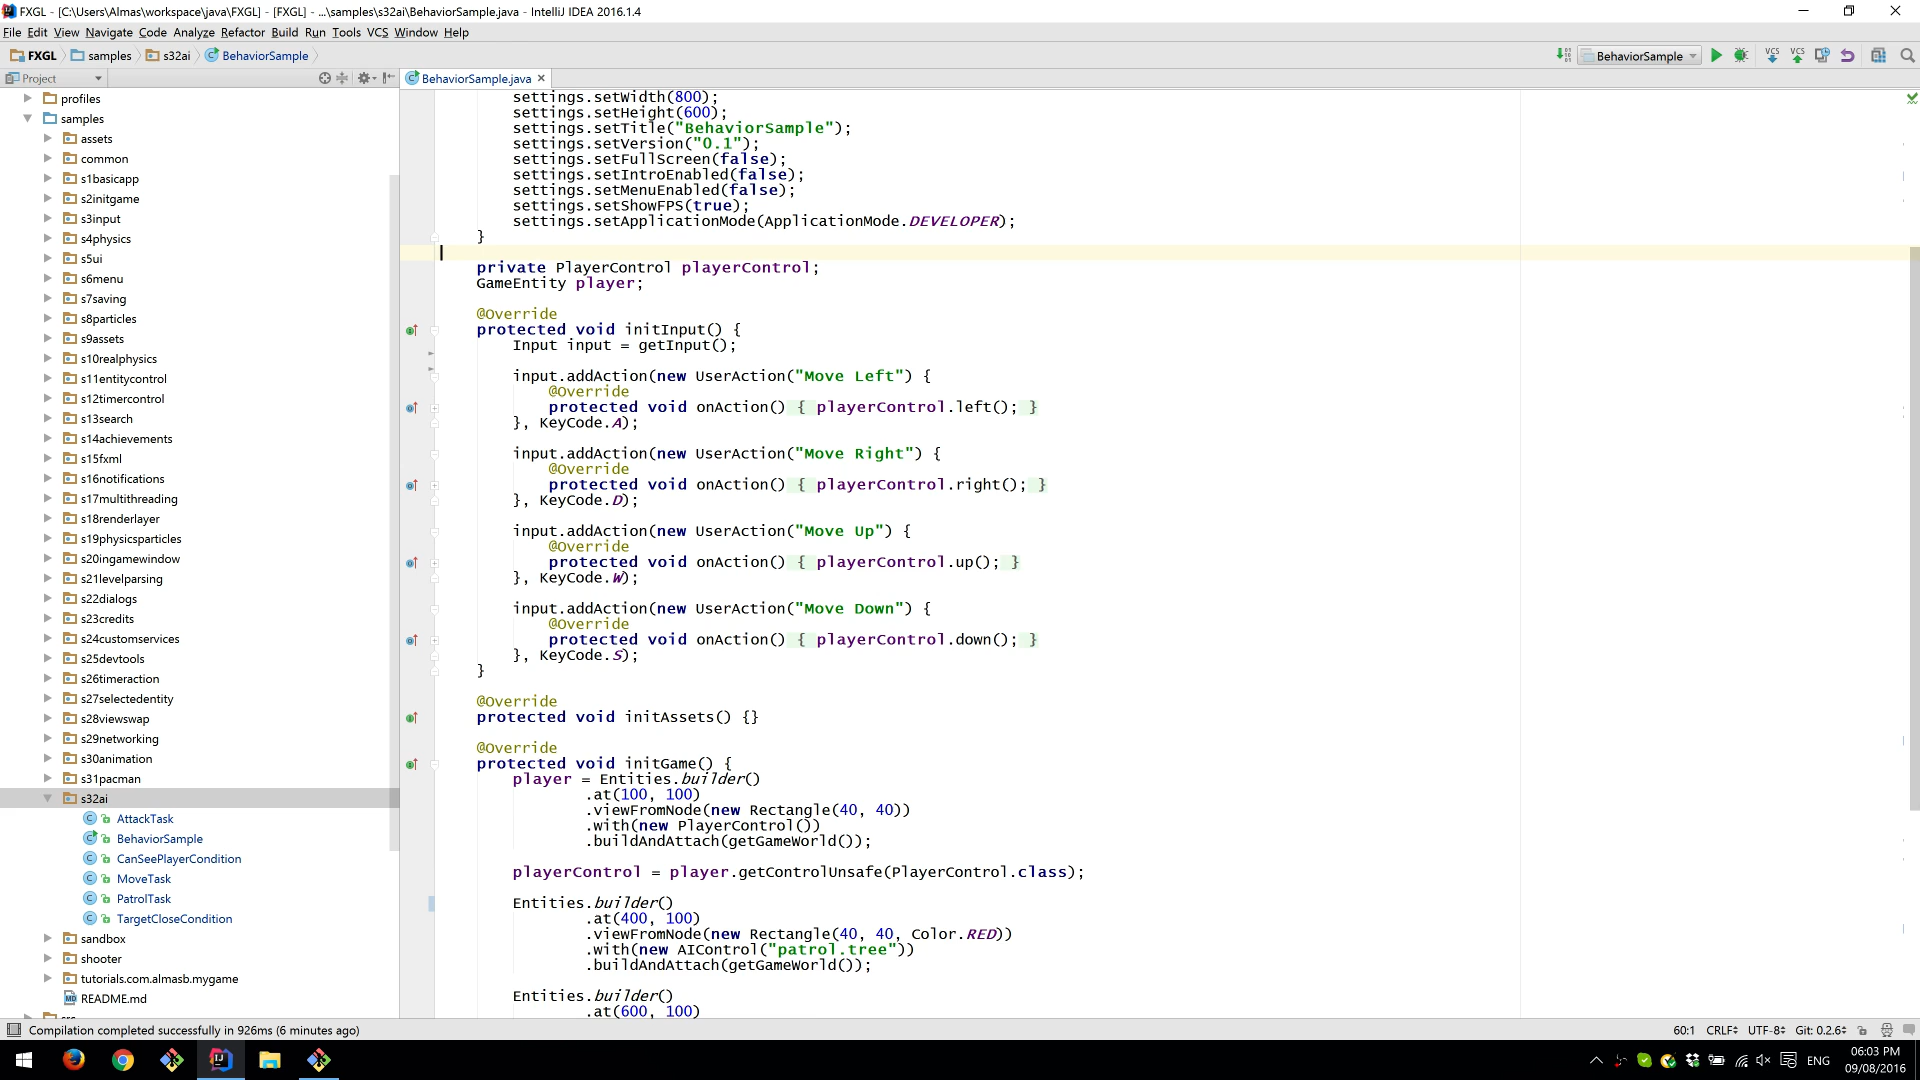 FXGL - [C:\Users\Almas\workspace\java\FXGL] - [FXGL] - ...\samples\s32ai\BehaviorSample.java - IntelliJ IDEA 2016.1.4
File Edit View Navigate Code Analyze Refactor Build Run Tools VCS Window Help
FXGL samples s32ai BehaviorSample
BehaviorSample
VCS VCS
Project
BehaviorSample.java
profiles
samples
assets
common
s1basicapp
s2initgame
s3input
s4physics
s5ui
s6menu
s7saving
s8particles
s9assets
s10realphysics
s11entitycontrol
s12timercontrol
s13search
s14achievements
s15fxml
s16notifications
s17multithreading
s18renderlayer
s19physicsparticles
s20ingamewindow
s21levelparsing
s22dialogs
s23credits
s24customservices
s25devtools
s26timeraction
s27selectedentity
s28viewswap
s29networking
s30animation
s31pacman
s32ai
AttackTask
BehaviorSample
CanSeePlayerCondition
MoveTask
PatrolTask
TargetCloseCondition
sandbox
shooter
tutorials.com.almasb.mygame
README.md
settings.setWidth(800);
settings.setHeight(600);
settings.setTitle("BehaviorSample");
settings.setVersion("0.1");
settings.setFullScreen(false);
settings.setIntroEnabled(false);
settings.setMenuEnabled(false);
settings.setShowFPS(true);
settings.setApplicationMode(ApplicationMode.DEVELOPER);
}
private PlayerControl playerControl;
GameEntity player;
@Override
protected void initInput() {
Input input = getInput();
input.addAction(new UserAction("Move Left") {
@Override
protected void onAction() { playerControl.left(); }
}, KeyCode.A);
input.addAction(new UserAction("Move Right") {
@Override
protected void onAction() { playerControl.right(); }
}, KeyCode.D);
input.addAction(new UserAction("Move Up") {
@Override
protected void onAction() { playerControl.up(); }
}, KeyCode.W);
input.addAction(new UserAction("Move Down") {
@Override
protected void onAction() { playerControl.down(); }
}, KeyCode.S);
}
@Override
protected void initAssets() {}
@Override
protected void initGame() {
player = Entities.builder()
.at(100, 100)
.viewFromNode(new Rectangle(40, 40))
.with(new PlayerControl())
.buildAndAttach(getGameWorld());
playerControl = player.getControlUnsafe(PlayerControl.class);
Entities.builder()
.at(400, 100)
.viewFromNode(new Rectangle(40, 40, Color.RED))
.with(new AIControl("patrol.tree"))
.buildAndAttach(getGameWorld());
Entities.builder()
.at(600, 100)
Compilation completed successfully in 926ms (6 minutes ago)
60:1 CRLF UTF-8 Git: 0.2.6
ENG
06:03 PM
09/08/2016